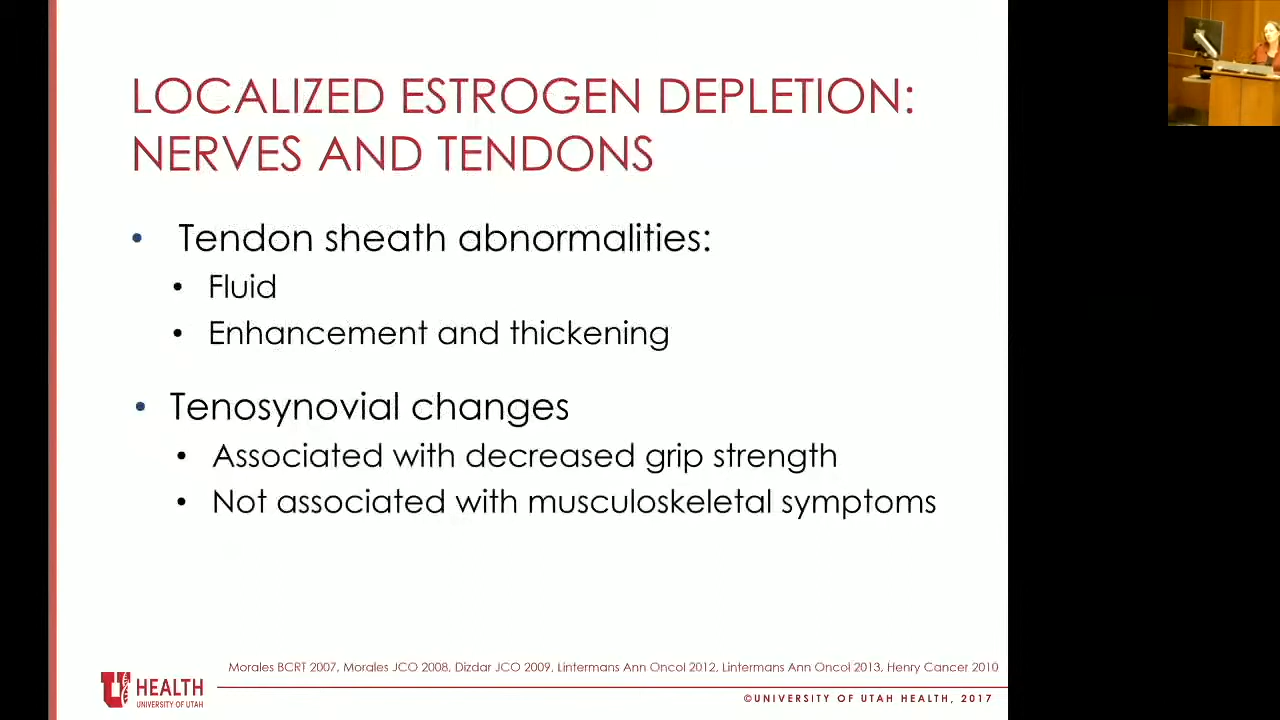 LOCALIZED ESTROGEN DEPLETION:
NERVES AND TENDONS
• Tendon sheath abnormalities:
• Fluid
• Enhancement and thickening
• Tenosynovial changes
• Associated with decreased grip strength
• Not associated with musculoskeletal symptoms
Morales BCRT 2007, Morales JCO 2008, Dizdar JCO 2009, Lintermans Ann Oncol 2012, Lintermans Ann Oncol 2013, Henry Cancer 2010
U HEALTH
UNIVERSITY OF UTAH
©UNIVERSITY OF UTAH HEALTH, 2017